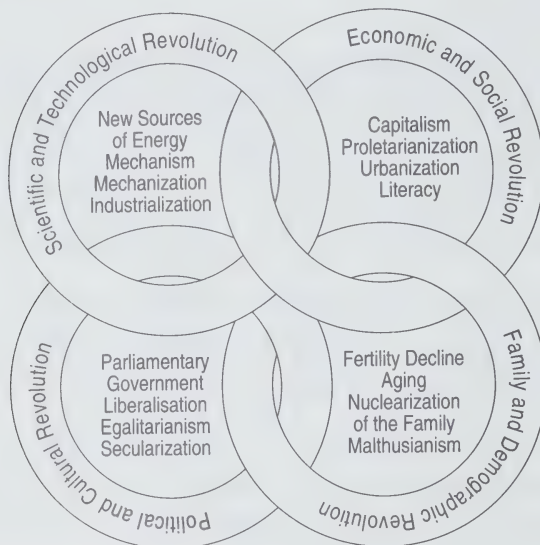 Scientific and Technological Revolution
New Sources
of Energy
Mechanism
Mechanization
Industrialization
Economic and Social Revolution
Capitalism
Proletarianization
Urbanization
Literacy
Political and Cultural Revolution
Parliamentary
Government
Liberalisation
Egalitarianism
Secularization
Family and Demographic Revolution
Fertility Decline
Aging
Nuclearization
of the Family
Malthusianism